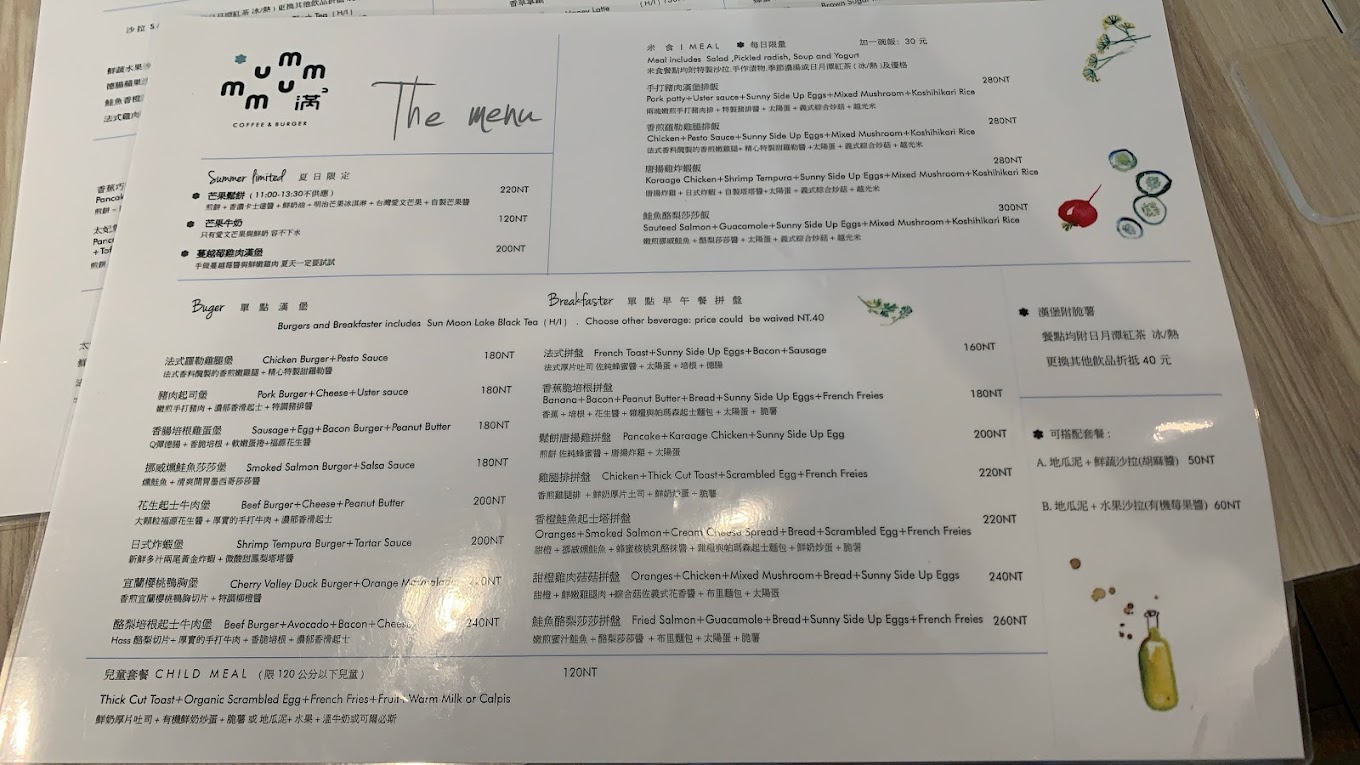 mu mm
mm um 滿
COFFEE & BURGER
The menu
Summer limited 夏日限定
芒果鬆餅 ( 11:00-13:30不供應 ) 220NT
煎餅 + 香濃卡士達醬 + 鮮奶油 + 明治芒果冰淇淋 + 台灣愛文芒果 + 自製芒果醬
芒果牛奶 120NT
只有愛文芒果與鮮奶 容不下水
蔓越莓雞肉漢堡 200NT
手做蔓越莓醬與鮮嫩雞肉 夏天一定要試試
米食 | MEAL 每日限量 加一碗飯: 30 元
Meal includes Salad ,Pickled radish, Soup and Yogurt
米食餐點均附特製沙拉.手作漬物.季節濃湯或日月潭紅茶 ( 冰/熱 )及優格
手打豬肉漢堡排飯 280NT
Pork patty+Uster sauce+Sunny Side Up Eggs+Mixed Mushroom+Koshihikari Rice
兩塊嫩煎手打豬肉排 + 特製豬排醬 + 太陽蛋 + 義式綜合炒菇 + 越光米
香煎羅勒雞腿排飯 280NT
Chicken+Pesto Sauce+Sunny Side Up Eggs+Mixed Mushroom+Koshihikari Rice
法式香料醃製的香煎嫩雞腿+ 精心特製甜羅勒醬 +太陽蛋 + 義式綜合炒菇 + 越光米
唐揚雞炸蝦飯 280NT
Karaage Chicken+Shrimp Tempura+Sunny Side Up Eggs+Mixed Mushroom+Koshihikari Rice
唐揚炸雞 + 日式炸蝦 + 自製塔塔醬+太陽蛋 + 義式綜合炒菇 + 越光米
鮭魚酪梨莎莎飯 300NT
Sauteed Salmon+Guacamole+Sunny Side Up Eggs+Mixed Mushroom+Koshihikari Rice
嫩煎挪威鮭魚 + 酪梨莎莎醬 + 太陽蛋 + 義式綜合炒菇 + 越光米
Buger 單點漢堡
Breakfaster 單點早午餐拼盤
Burgers and Breakfaster includes Sun Moon Lake Black Tea ( H/I ) . Choose other beverage: price could be waived NT.40
法式羅勒雞腿堡 Chicken Burger+Pesto Sauce 180NT
法式香料醃製的香煎嫩雞腿 + 精心特製甜羅勒醬
豬肉起司堡 Pork Burger+Cheese+Uster sauce 180NT
嫩煎手打豬肉 + 濃郁香滑起士 + 特調豬排醬
香腸培根雞蛋堡 Sausage+Egg+Bacon Burger+Peanut Butter 180NT
Q彈德腸 + 香脆培根 + 軟嫩蛋捲+福源花生醬
挪威燻鮭魚莎莎堡 Smoked Salmon Burger+Salsa Sauce 180NT
燻鮭魚 + 清爽開胃墨西哥莎莎醬
花生起士牛肉堡 Beef Burger+Cheese+Peanut Butter 200NT
大顆粒福源花生醬 + 厚實的手打牛肉 + 濃郁香滑起士
日式炸蝦堡 Shrimp Tempura Burger+Tartar Sauce 200NT
新鮮多汁兩尾黃金炸蝦 + 微酸甜鳳梨塔塔醬
宜蘭櫻桃鴨胸堡 Cherry Valley Duck Burger+Orange Marmalade 220NT
香煎宜蘭櫻桃鴨胸切片 + 特調柳橙醬
酪梨培根起士牛肉堡 Beef Burger+Avocado+Bacon+Cheese 240NT
Hass 酪梨切片+ 厚實的手打牛肉 + 香脆培根 + 濃郁香滑起士
法式拼盤 French Toast+Sunny Side Up Eggs+Bacon+Sausage 160NT
法式厚片吐司 佐純蜂蜜醬 + 太陽蛋 + 培根 + 德腸
香蕉脆培根拼盤
Banana+Bacon+Peanut Butter+Bread+Sunny Side Up Eggs+French Freies 180NT
香蕉 + 培根 + 花生醬 + 雜糧與帕瑪森起士麵包 + 太陽蛋 + 脆薯
鬆餅唐揚雞拼盤 Pancake+Karaage Chicken+Sunny Side Up Egg 200NT
煎餅 佐純蜂蜜醬 + 唐揚炸雞 + 太陽蛋
雞腿排拼盤 Chicken+Thick Cut Toast+Scrambled Egg+French Freies 220NT
香煎雞腿排 + 鮮奶厚片土司 + 鮮奶炒蛋 + 脆薯
香橙鮭魚起士塔拼盤 220NT
Oranges+Smoked Salmon+Cream Cheese Spread+Bread+Scrambled Egg+French Freies
甜橙 + 挪威燻鮭魚 + 蜂蜜核桃乳酪抹醬 + 雜糧與帕瑪森起士麵包 + 鮮奶炒蛋 + 脆薯
甜橙雞肉菇菇拼盤 Oranges+Chicken+Mixed Mushroom+Bread+Sunny Side Up Eggs 240NT
甜橙 + 鮮嫩雞腿肉 +綜合菇佐義式花香醬 + 布里麵包 + 太陽蛋
鮭魚酪梨莎莎拼盤 Fried Salmon+Guacamole+Bread+Sunny Side Up Eggs+French Freies 260NT
嫩煎蜜汁鮭魚 + 酪梨莎莎醬 + 布里麵包 + 太陽蛋 + 脆薯
漢堡附脆薯
餐點均附日月潭紅茶 冰/熱
更換其他飲品折抵 40 元
可搭配套餐 :
A. 地瓜泥 + 鮮蔬沙拉(胡麻醬) 50NT
B. 地瓜泥 + 水果沙拉(有機莓果醬) 60NT
兒童套餐 CHILD MEAL ( 限 120 公分以下兒童 ) 120NT
Thick Cut Toast+Organic Scrambled Egg+French Fries+Fruit+Warm Milk or Calpis
鮮奶厚片吐司 + 有機鮮奶炒蛋 + 脆薯 或 地瓜泥+ 水果 + 溫牛奶或可爾必斯